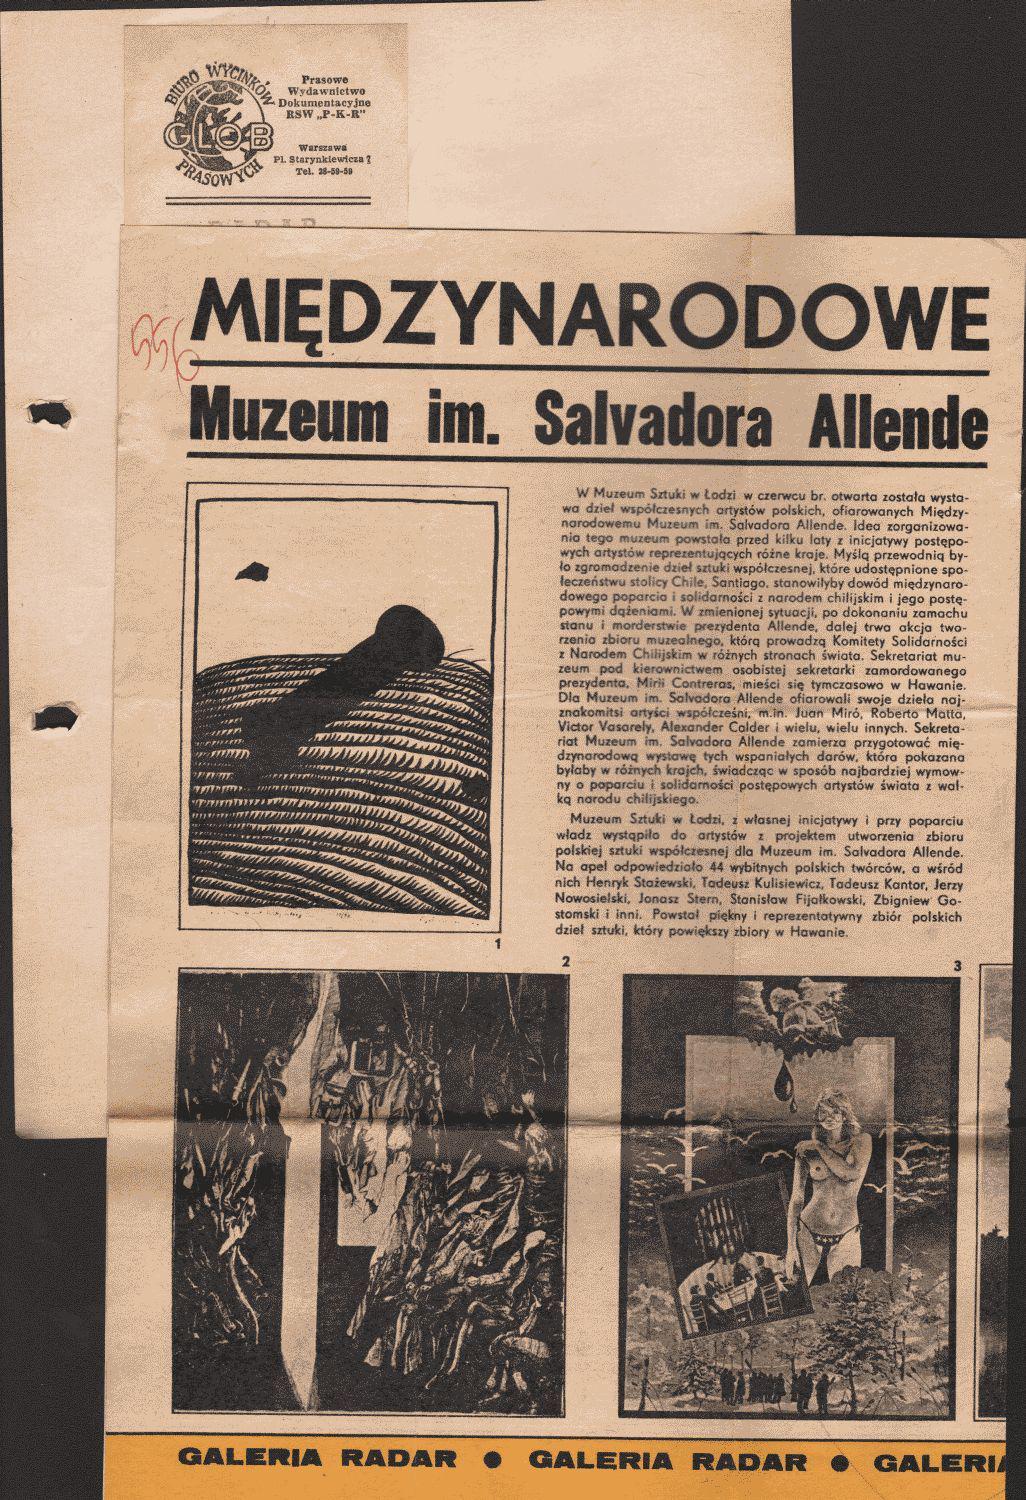 BIURO WYCINKÓW
GLOB
PRASOWYCH
Prasowe
Wydawnictwo
Dokumentacyjne
RSW „P-K-R"
Warszawa
Pl. Starynkiewicza 7
Tel. 28-59-59
RADAR
556
MIĘDZYNARODOWE
Muzeum im. Salvadora Allende
W Muzeum Sztuki w Łodzi w czerwcu br. otwarta została wysta-
wa dzieł współczesnych artystów polskich, ofiarowanych Między-
narodowemu Muzeum im. Salvadora Allende. Idea zorganizowa-
nia tego muzeum powstała przed kilku laty z inicjatywy postępo-
wych artystów reprezentujących różne kraje. Myślą przewodnią by-
ło zgromadzenie dzieł sztuki współczesnej, które udostępnione spo-
łeczeństwu stolicy Chile, Santiago, stanowiłyby dowód międzynaro-
dowego poparcia i solidarności z narodem chilijskim i jego postę-
powymi dążeniami. W zmienionej sytuacji, po dokonaniu zamachu
stanu i morderstwie prezydenta Allende, dalej trwa akcja two-
rzenia zbioru muzealnego, którą prowadzą Komitety Solidarności
z Narodem Chilijskim w różnych stronach świata. Sekretariat mu-
zeum pod kierownictwem osobistej sekretarki zamordowanego
prezydenta, Mirii Contreras, mieści się tymczasowo w Hawanie.
Dla Muzeum im. Salvadora Allende ofiarowali swoje dzieła naj-
znakomitsi artyści współcześni, m.in. Juan Miró, Roberto Matta,
Victor Vasarely, Alexander Calder i wielu, wielu innych. Sekreta-
riat Muzeum im. Salvadora Allende zamierza przygotować mię-
dzynarodową wystawę tych wspaniałych darów, która pokazana
byłaby w różnych krajch, świadcząc w sposób najbardziej wymow-
ny o poparciu i solidarności postępowych artystów świata z wal-
ką narodu chilijskiego.
Muzeum Sztuki w Łodzi, z własnej inicjatywy i przy poparciu
władz wystąpiło do artystów z projektem utworzenia zbioru
polskiej sztuki współczesnej dla Muzeum im. Salvadora Allende.
Na apel odpowiedziało 44 wybitnych polskich twórców, a wśród
nich Henryk Stażewski, Tadeusz Kulisiewicz, Tadeusz Kantor, Jerzy
Nowosielski, Jonasz Stern, Stanisław Fijałkowski, Zbigniew Go-
stomski i inni. Powstał piękny i reprezentatywny zbiór polskich
dzieł sztuki, który powiększy zbiory w Hawanie.
1
2
3
GALERIA RADAR ● GALERIA RADAR ● GALERIA